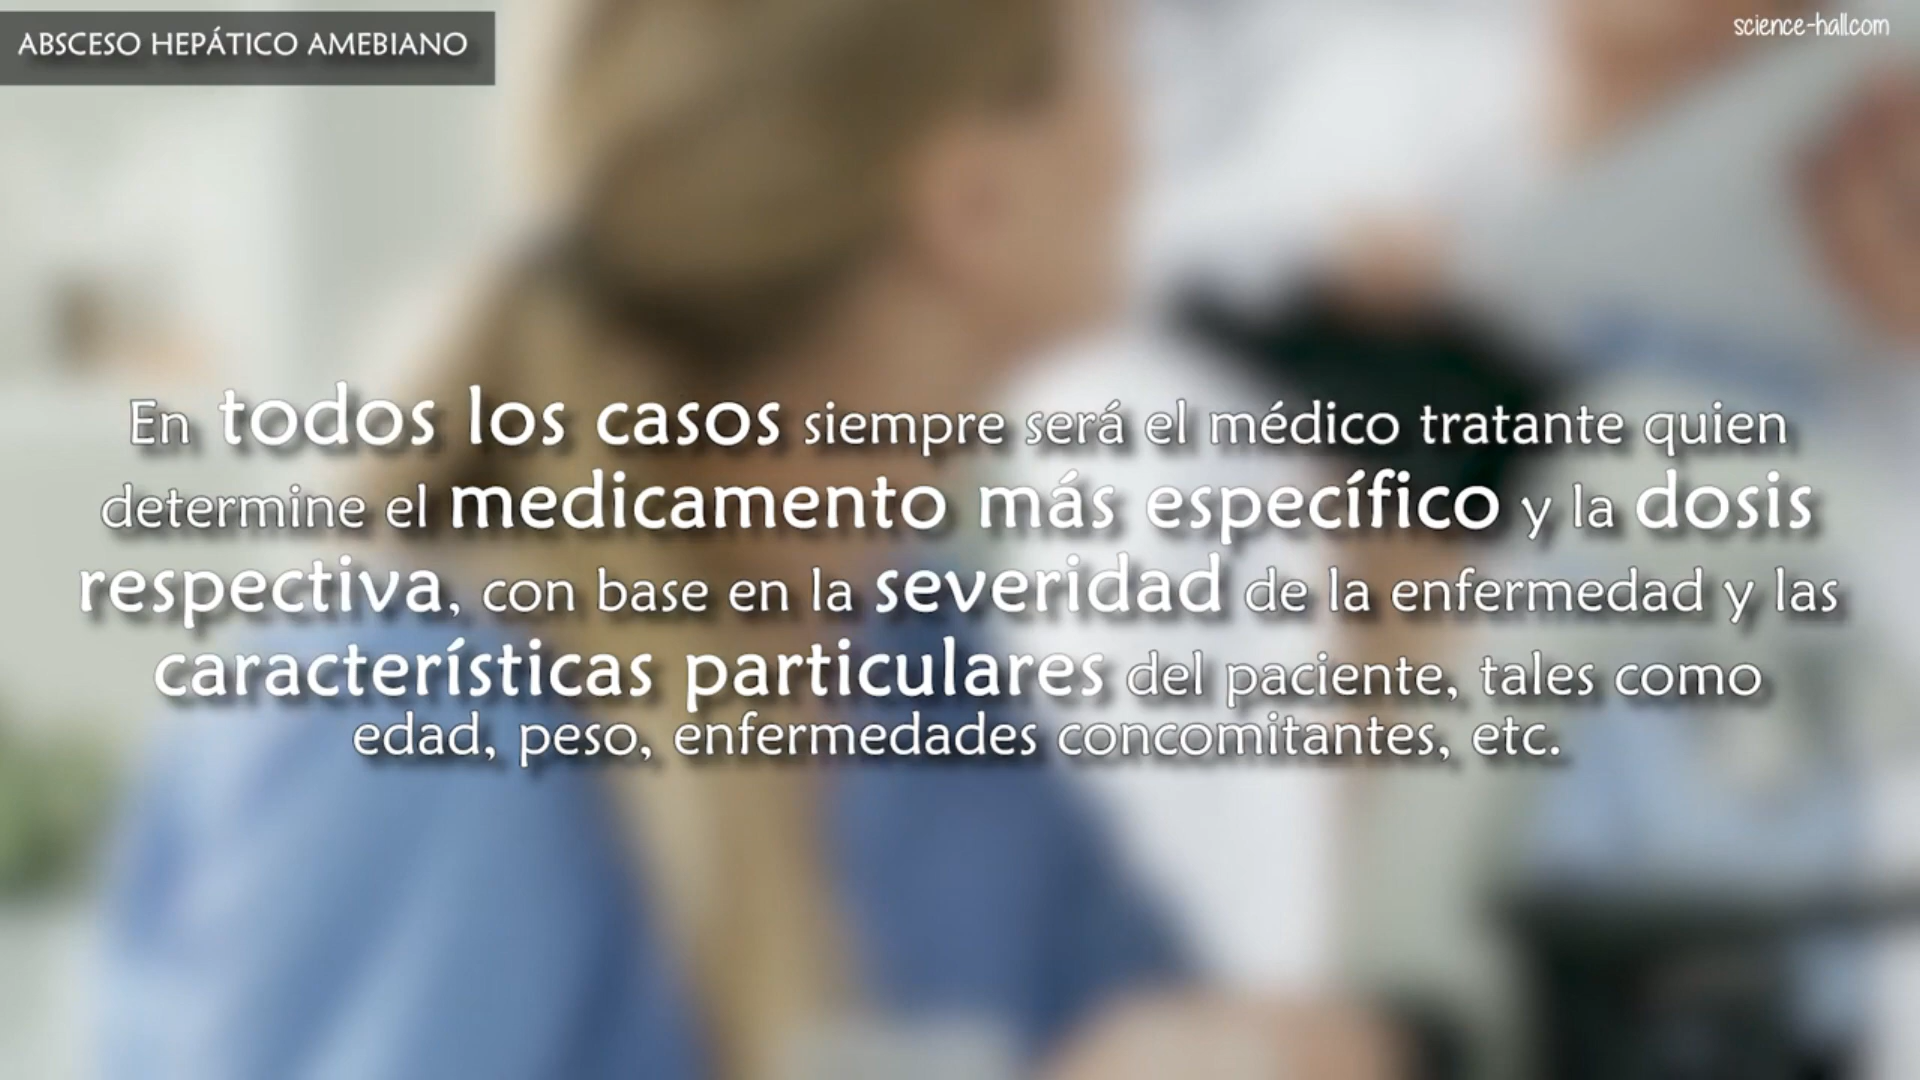 ABSCESO HEPÁTICO AMEBIANO
science-hall.com
En todos los casos siempre será el médico tratante quien
determine el medicamento más específico y la dosis
respectiva, con base en la severidad de la enfermedad y las
características particulares del paciente, tales como
edad, peso, enfermedades concomitantes, etc.